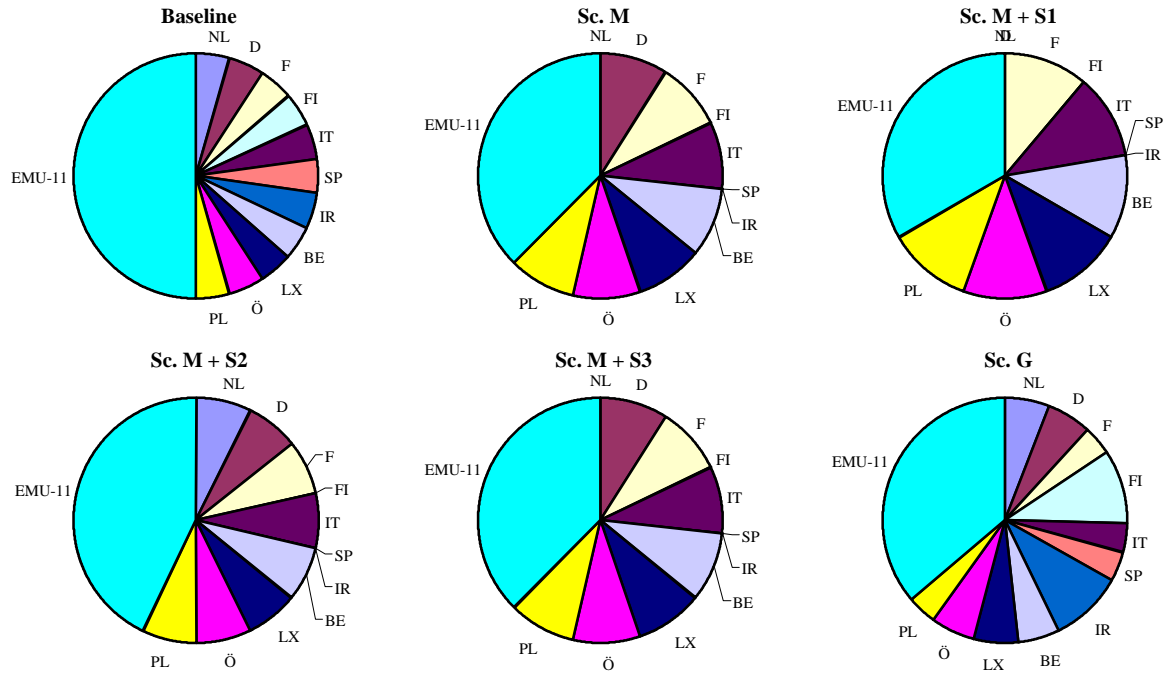 Baseline
NL
D
F
FI
IT
SP
IR
BE
LX
Ö
PL
EMU-11
Sc. M
NL
D
F
FI
IT
SP
IR
BE
LX
Ö
PL
EMU-11
Sc. M + S1
NL
D
F
FI
IT
SP
IR
BE
LX
Ö
PL
EMU-11
Sc. M + S2
NL
D
F
FI
IT
SP
IR
BE
LX
Ö
PL
EMU-11
Sc. M + S3
NL
D
F
FI
IT
SP
IR
BE
LX
Ö
PL
EMU-11
Sc. G
NL
D
F
FI
IT
SP
IR
BE
LX
Ö
PL
EMU-11